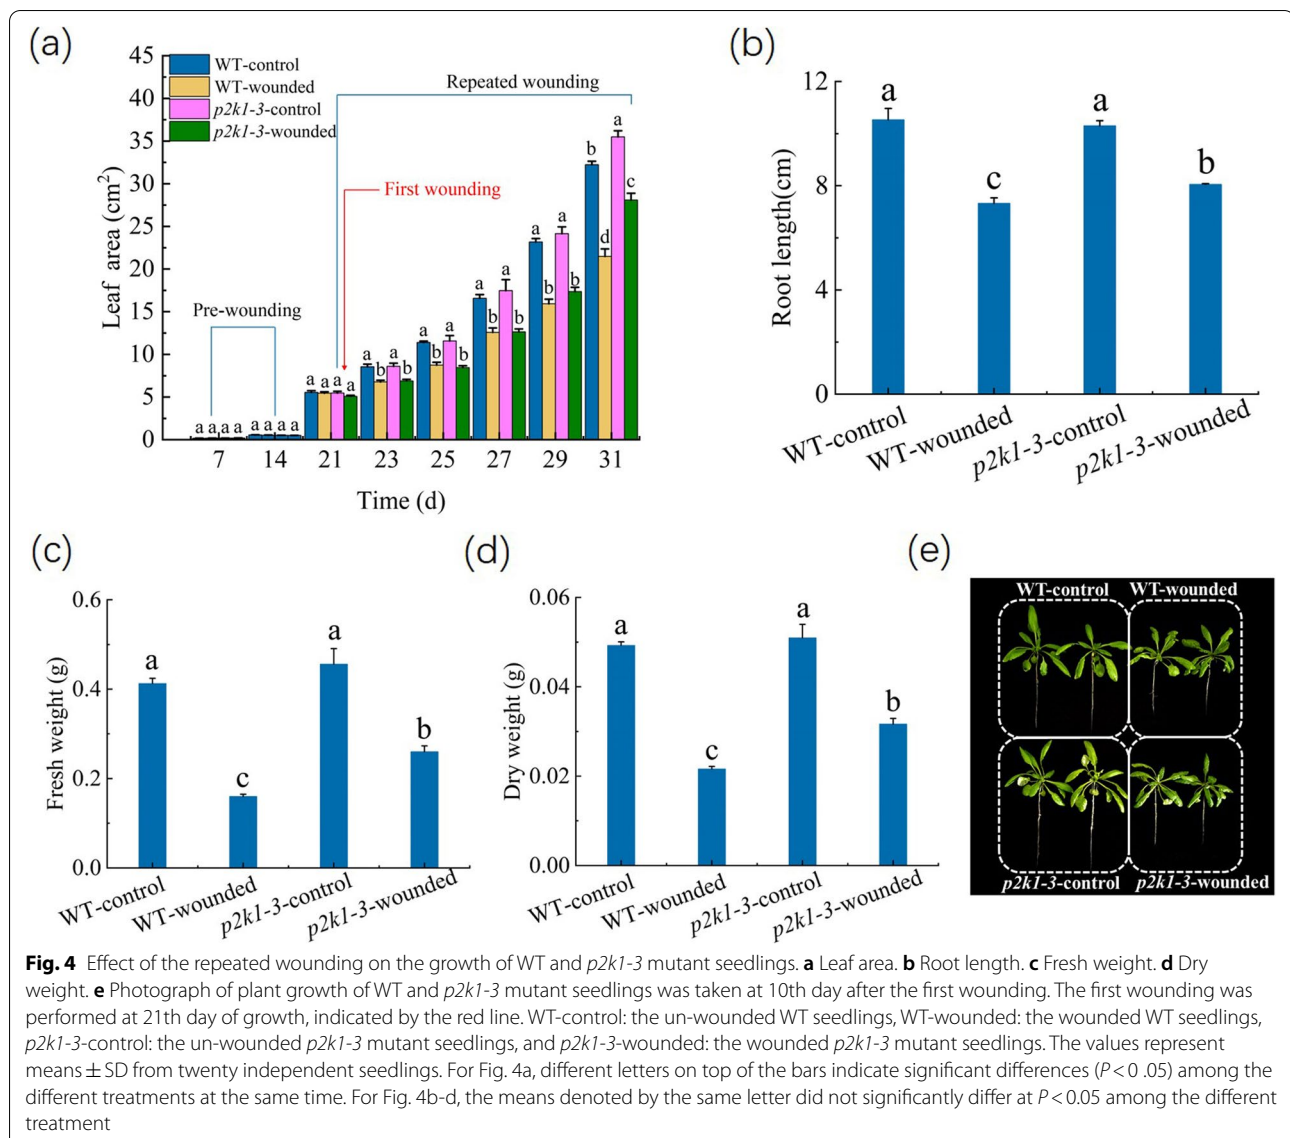 (a)
45
40
35
30
25
20
15
10
5
0
Leaf area (cm²)
WT-control
WT-wounded
p2k1-3-control
p2k1-3-wounded
Repeated wounding
First wounding
Pre-wounding
a a a a
a a a a
a a a a
a b a b
a b a b
a b a b
a b a b
b d a c
7 14 21 23 25 27 29 31
Time (d)
(b)
12
8
4
0
Root length(cm)
a c a b
WT-control
WT-wounded
p2k1-3-control
p2k1-3-wounded
(c)
0.6
0.4
0.2
0.0
Fresh weight (g)
a c a b
WT-control
WT-wounded
p2k1-3-control
p2k1-3-wounded
(d)
0.06
0.04
0.02
0.00
Dry weight (g)
a c a b
WT-control
WT-wounded
p2k1-3-control
p2k1-3-wounded
(e)
WT-control WT-wounded
p2k1-3-control p2k1-3-wounded
Fig. 4 Effect of the repeated wounding on the growth of WT and p2k1-3 mutant seedlings. a Leaf area. b Root length. c Fresh weight. d Dry
weight. e Photograph of plant growth of WT and p2k1-3 mutant seedlings was taken at 10th day after the first wounding. The first wounding was
performed at 21th day of growth, indicated by the red line. WT-control: the un-wounded WT seedlings, WT-wounded: the wounded WT seedlings,
p2k1-3-control: the un-wounded p2k1-3 mutant seedlings, and p2k1-3-wounded: the wounded p2k1-3 mutant seedlings. The values represent
means ± SD from twenty independent seedlings. For Fig. 4a, different letters on top of the bars indicate significant differences (P < 0 .05) among the
different treatments at the same time. For Fig. 4b-d, the means denoted by the same letter did not significantly differ at P < 0.05 among the different
treatment